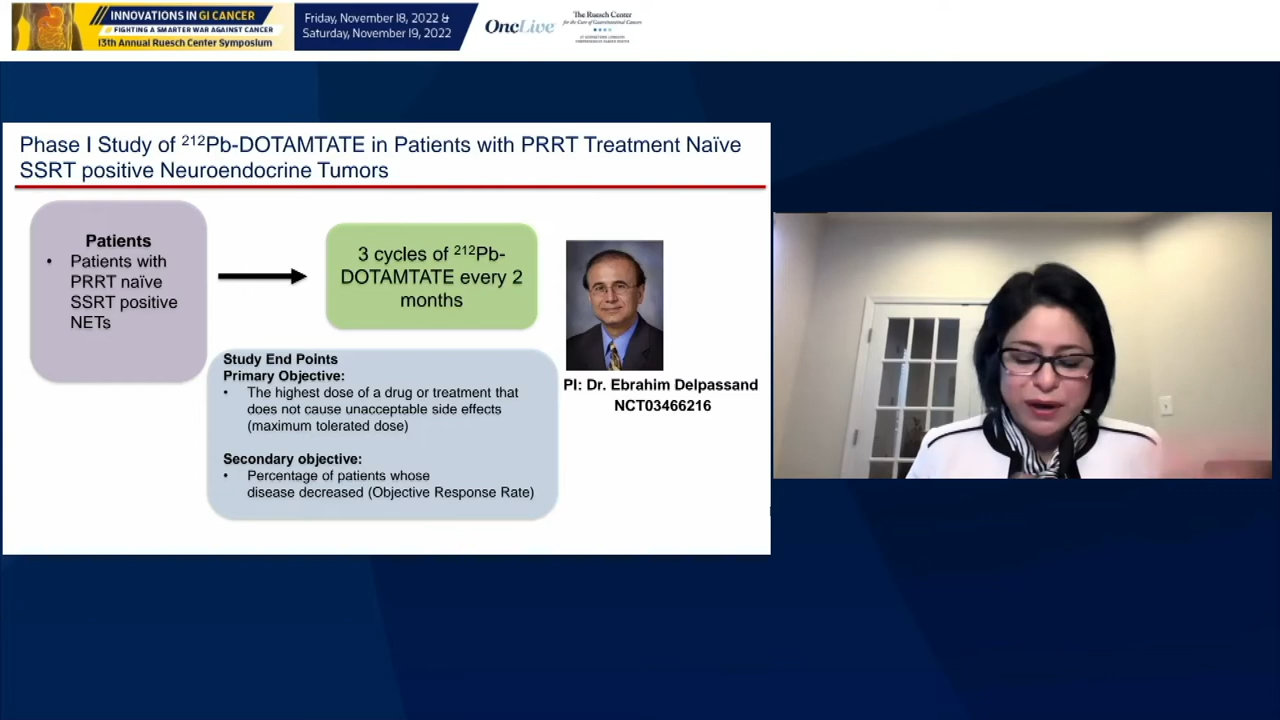 INNOVATIONS IN GI CANCER
FIGHTING A SMARTER WAR AGAINST CANCER
13th Annual Ruesch Center Symposium
Friday, November 18, 2022 &
Saturday, November 19, 2022
OncLive
The Ruesch Center
for the Cure of Gastrointestinal Cancers
Phase I Study of ²¹²Pb-DOTAMTATE in Patients with PRRT Treatment Naïve
SSRT positive Neuroendocrine Tumors
Patients
• Patients with
PRRT naïve
SSRT positive
NETs
3 cycles of ²¹²Pb-
DOTAMTATE every 2
months
Study End Points
Primary Objective:
• The highest dose of a drug or treatment that
does not cause unacceptable side effects
(maximum tolerated dose)
Secondary objective:
• Percentage of patients whose
disease decreased (Objective Response Rate)
PI: Dr. Ebrahim Delpassand
NCT03466216